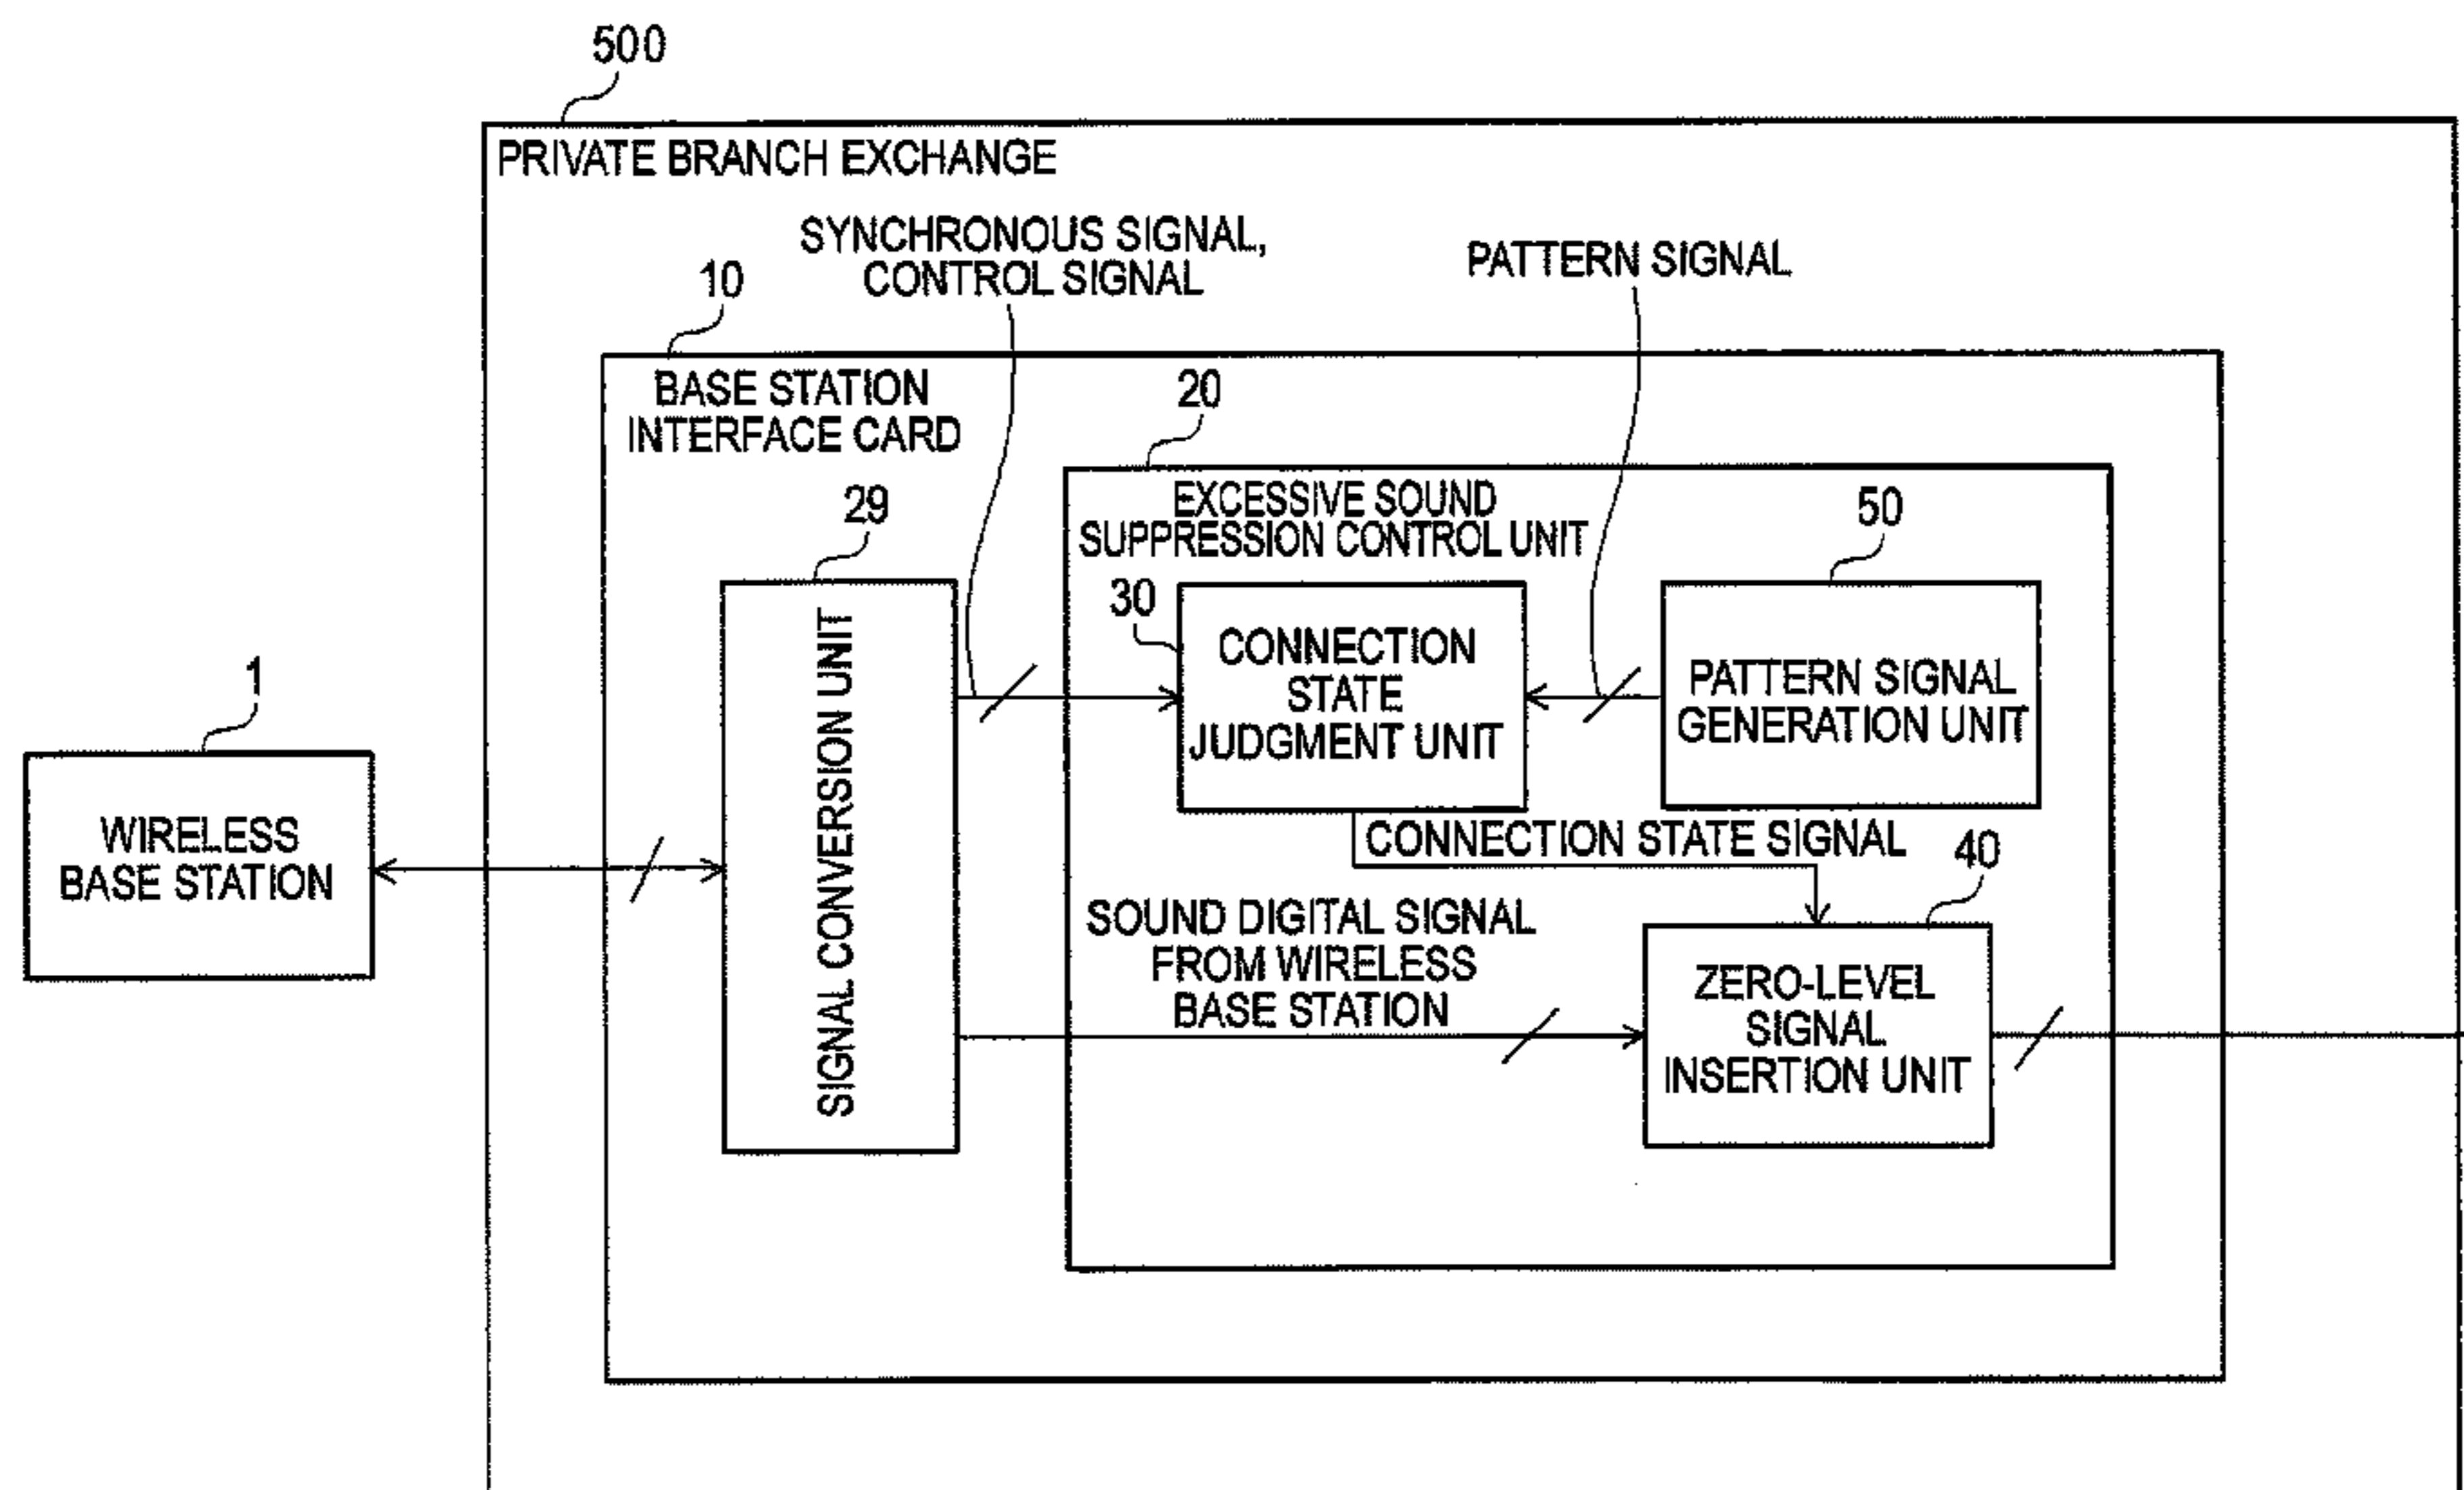 500
PRIVATE BRANCH EXCHANGE
SYNCHRONOUS SIGNAL,
CONTROL SIGNAL
PATTERN SIGNAL
10
BASE STATION
INTERFACE CARD
20
EXCESSIVE SOUND
SUPPRESSION CONTROL UNIT
29
50
30
SIGNAL CONVERSION UNIT
CONNECTION
STATE
JUDGMENT UNIT
PATTERN SIGNAL
GENERATION UNIT
1
WIRELESS
BASE STATION
CONNECTION STATE SIGNAL
40
SOUND DIGITAL SIGNAL
FROM WIRELESS
BASE STATION
ZERO-LEVEL
SIGNAL
INSERTION UNIT